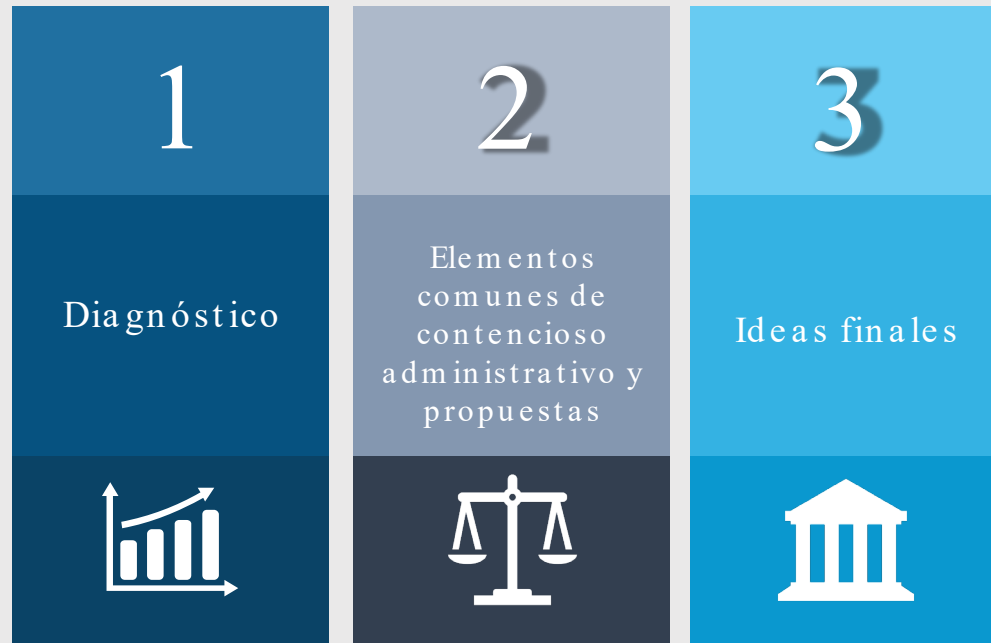 1
Diagnóstico
2
Elementos
comunes de
contencioso
administrativo y
propuestas
3
Ideas finales